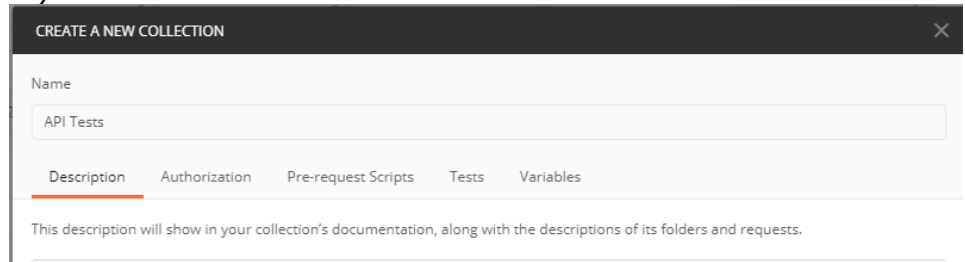 CREATE A NEW COLLECTION
Name
API Tests
Description Authorization Pre-request Scripts Tests Variables
This description will show in your collection's documentation, along with the descriptions of its folders and requests.